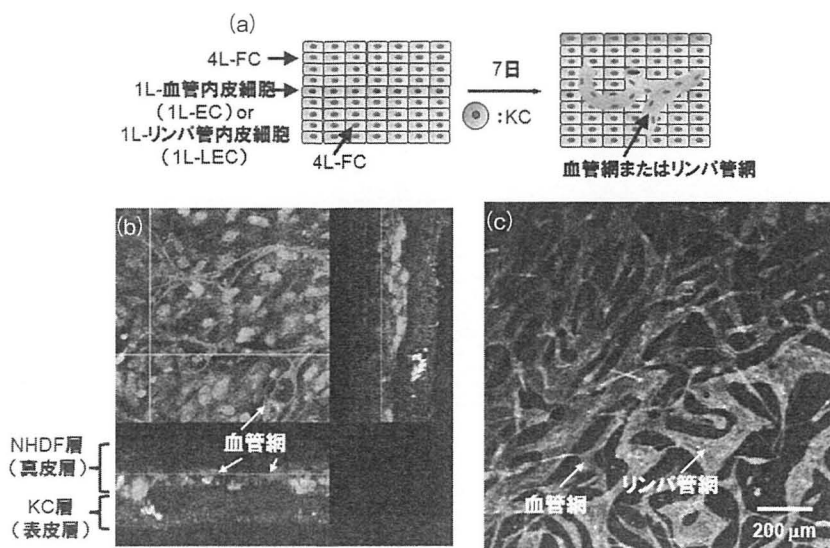 (a)
4L-FC
1L-血管内皮細胞
(1L-EC) or
1L-リンパ管内皮細胞
(1L-LEC)
4L-FC
7日
:KC
血管網またはリンパ管網
(b)
血管網
NHDF層
(真皮層)
KC層
(表皮層)
(c)
血管網
リンパ管網
200 μm